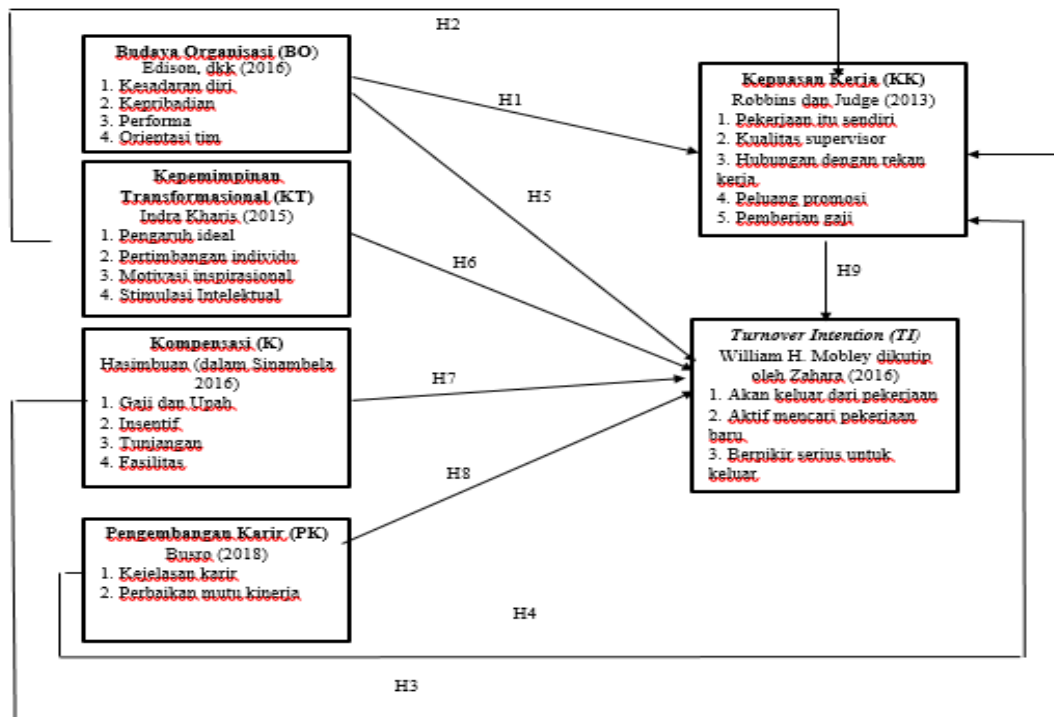 H2
Budaya Organisasi (BO)
Edison, dkk (2016)
1. Kesadaran diri
2. Kepribadian
3. Performa
4. Orientasi tim
H1
Kepuasan Kerja (KK)
Robbins dan Judge (2013)
1. Pekerjaan itu sendiri
2. Kualitas supervisor
3. Hubungan dengan rekan
kerja
4. Peluang promosi
5. Pemberian gaji
Kepemimpinan
Transformasional (KT)
Indra Kharis (2015)
1. Pengaruh ideal
2. Pertimbangan individu
3. Motivasi inspirasional
4. Stimulasi Intelektual
H5
H6
H9
Kompensasi (K)
Hasimbuan (dalam Sinambela
2016)
1. Gaji dan Upah
2. Insentif
3. Tunjangan
4. Fasilitas
H7
Turnover Intention (TI)
William H. Mobley dikutip
oleh Zahara (2016)
1. Akan keluar dari pekerjaan
2. Aktif mencari pekerjaan
baru
3. Berpikir serius untuk
keluar
H8
Pengembangan Karir (PK)
Busro (2018)
1. Kejelasan karir
2. Perbaikan mutu kinerja
H4
H3